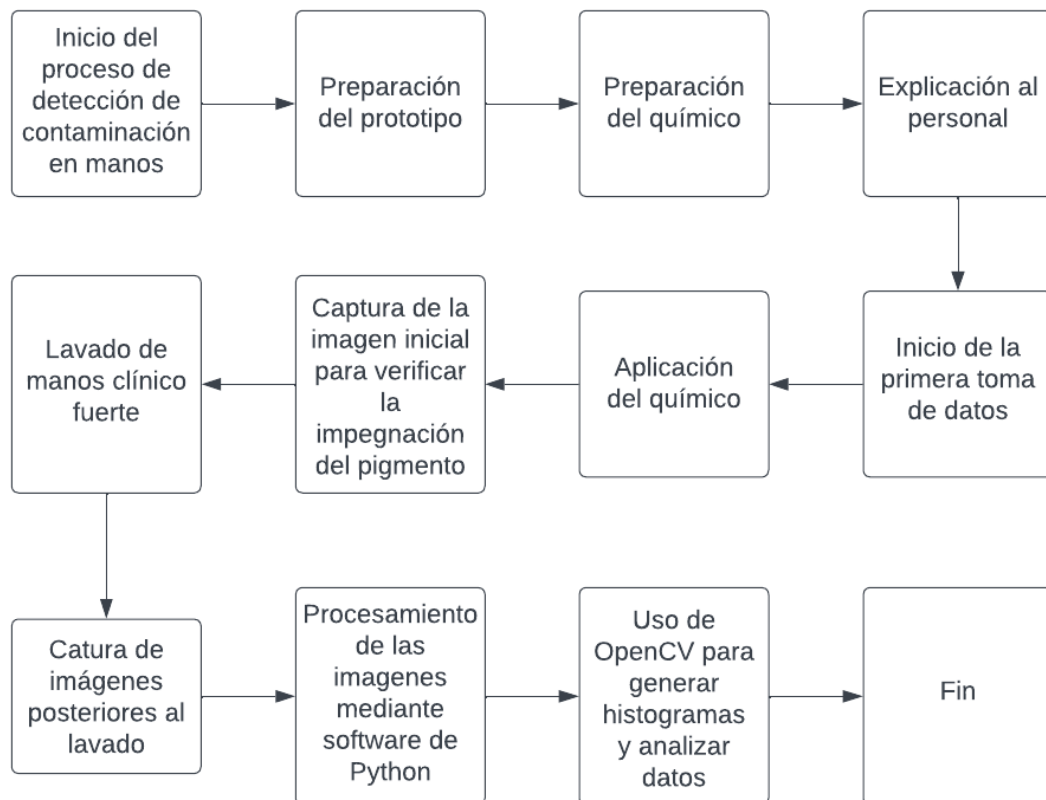 Inicio del
proceso de
detección de
contaminación
en manos
Preparación
del prototipo
Preparación
del químico
Explicación al
personal
Inicio de la
primera toma
de datos
Aplicación
del químico
Captura de la
imagen inicial
para verificar
la
impegnación
del pigmento
Lavado de
manos clínico
fuerte
Catura de
imágenes
posteriores al
lavado
Procesamiento
de las
imagenes
mediante
software de
Python
Uso de
OpenCV para
generar
histogramas
y analizar
datos
Fin